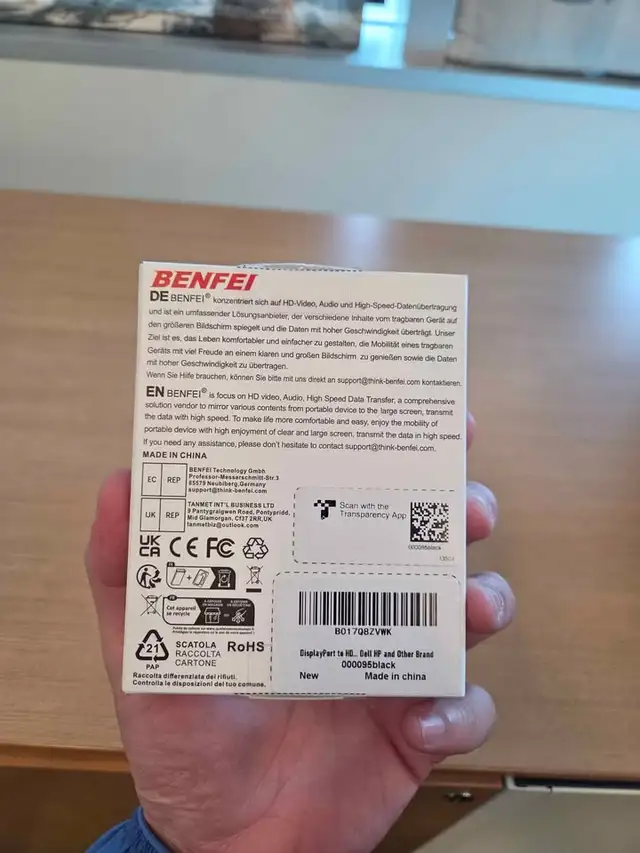 BENFEI
DE BENFEI® konzentriert sich auf HD-Video, Audio und High-Speed-Datenübertragung
und ist ein umfassender Lösungsanbieter, der verschiedene Inhalte vom tragbaren Gerät auf
den größeren Bildschirm spiegelt und die Daten mit hoher Geschwindigkeit überträgt. Unser
Ziel ist es, das Leben komfortabler und einfacher zu gestalten, die Mobilität eines tragbaren
Geräts mit viel Freude an einem klaren und großen Bildschirm zu genießen sowie die Daten
mit hoher Geschwindigkeit zu übertragen.
Wenn Sie Hilfe brauchen, können Sie bitte mit uns direkt an support@think-benfei.com kontaktieren.
EN BENFEI® is focus on HD video, Audio, High Speed Data Transfer, a comprehensive
solution vendor to mirror various contents from portable device to the large screen, transmit
the data with high speed. To make life more comfortable and easy, enjoy the mobility of
portable device with high enjoyment of clear and large screen, transmit the data in high speed.
If you need any assistance, please don't hesitate to contact support@think-benfei.com.
MADE IN CHINA
EC REP
BENFEI Technology Gmbh
Professor-Messerschmitt-Str.3
85579 Neubiberg,Germany
support@think-benfei.com
UK REP
TANMET INT'L BUSINESS LTD
9 Pantygraigwen Road, Pontypridd,
Mid Glamorgan, Cf37 2RR,UK
tanmetbiz@outlook.com
Scan with the
Transparency App
000095black
UK
CA CE FC
FR
FR
Cet appareil
se recycle
B017Q8ZVWK
DisplayPort to HD... Dell HP and Other Brand
000095black
New Made in china
21
PAP
SCATOLA
RACCOLTA
CARTONE
RoHS
Raccolta differenziata dei rifiuti.
Controlla le disposizioni del tuo comune.